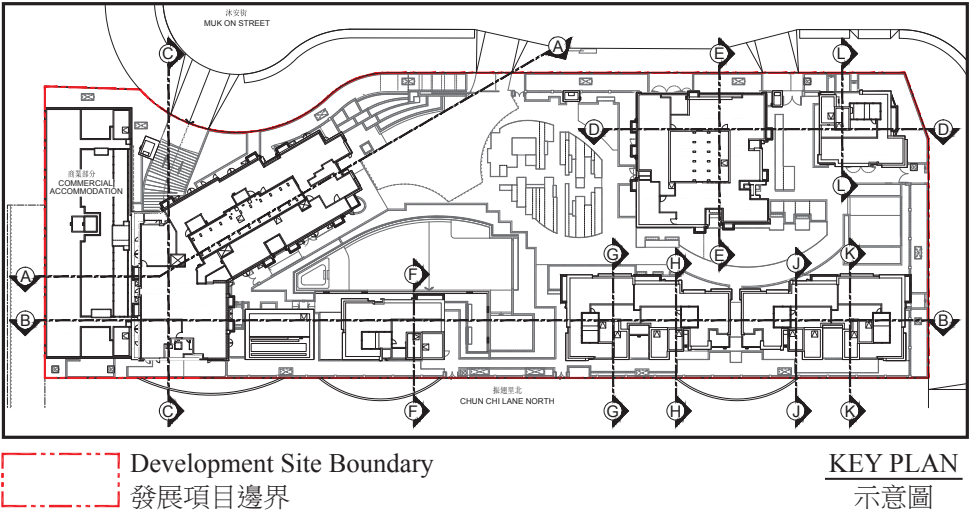 沐安街
MUK ON STREET
C
A
E
L
D
D
商業部分
COMMERCIAL
ACCOMMODATION
L
A
F
G
H
E
J
K
B
B
C
F
G
H
J
K
振翅里北
CHUN CHI LANE NORTH
Development Site Boundary
發展項目邊界
KEY PLAN
示意圖